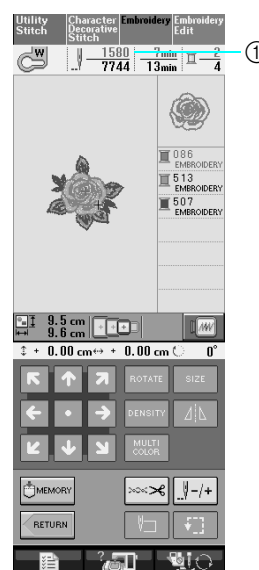 Utility Stitch
Character Decorative Stitch
Embroidery
Embroidery Edit
W
1580 7min 2
7744 13min 4
1
086
EMBROIDERY
513
EMBROIDERY
507
EMBROIDERY
9.5 cm
9.6 cm
+ 0.00 cm + 0.00 cm 0°
ROTATE SIZE
DENSITY
MULTI COLOR
MEMORY
-/+
RETURN
?